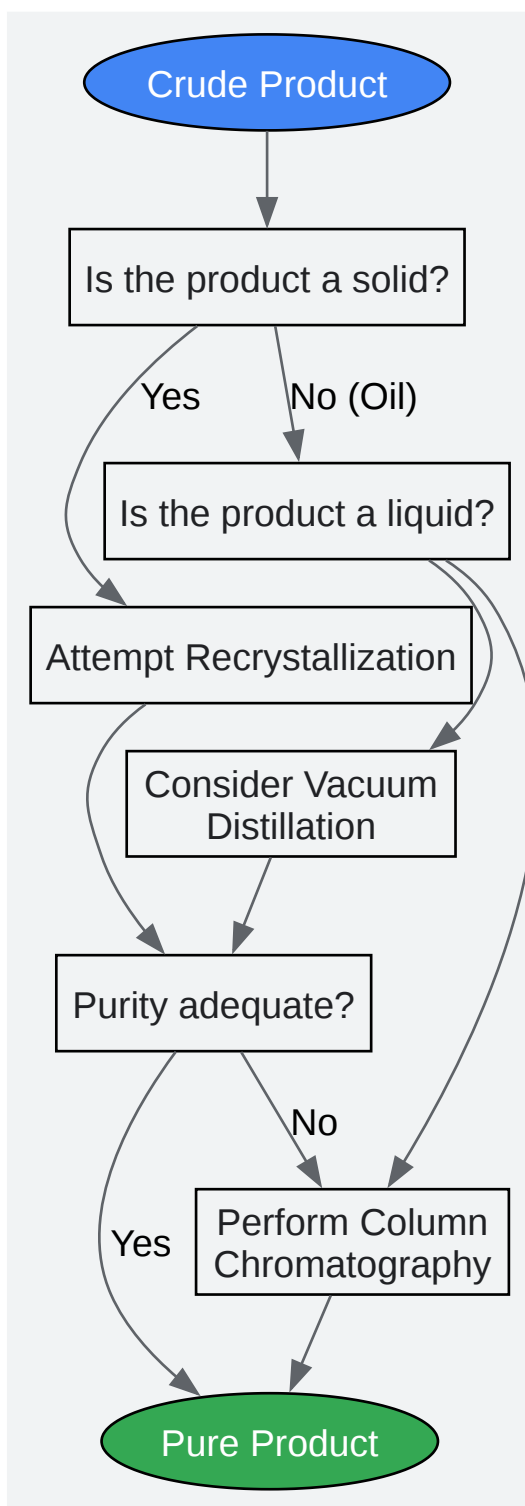 Crude Product
Is the product a solid?
Yes
No (Oil)
Is the product a liquid?
Attempt Recrystallization
Consider Vacuum
Distillation
Purity adequate?
No
Perform Column
Chromatography
Yes
Pure Product